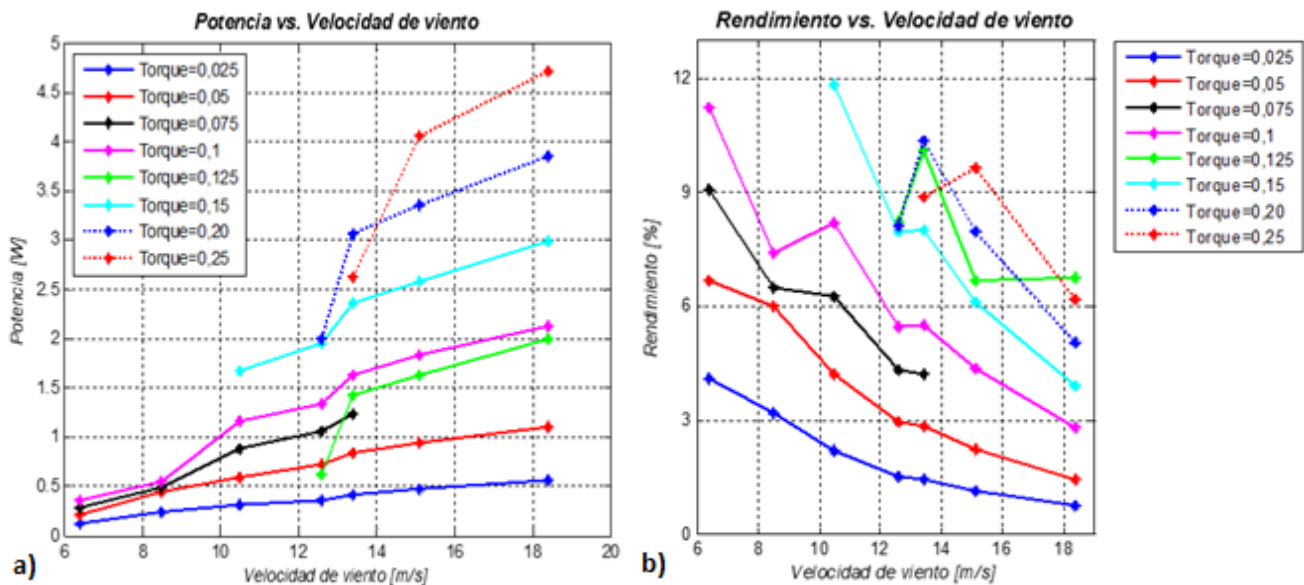 Potencia vs. Velocidad de viento
5
4.5
4
3.5
3
2.5
2
1.5
1
0.5
0
Potencia [W]
Torque=0,025
Torque=0,05
Torque=0,075
Torque=0,1
Torque=0,125
Torque=0,15
Torque=0,20
Torque=0,25
6 8 10 12 14 16 18 20
Velocidad de viento [m/s]
a)
Rendimiento vs. Velocidad de viento
12
9
6
3
0
Rendimiento [%]
6 8 10 12 14 16 18
Velocidad de viento [m/s]
b)
Torque=0,025
Torque=0,05
Torque=0,075
Torque=0,1
Torque=0,125
Torque=0,15
Torque=0,20
Torque=0,25